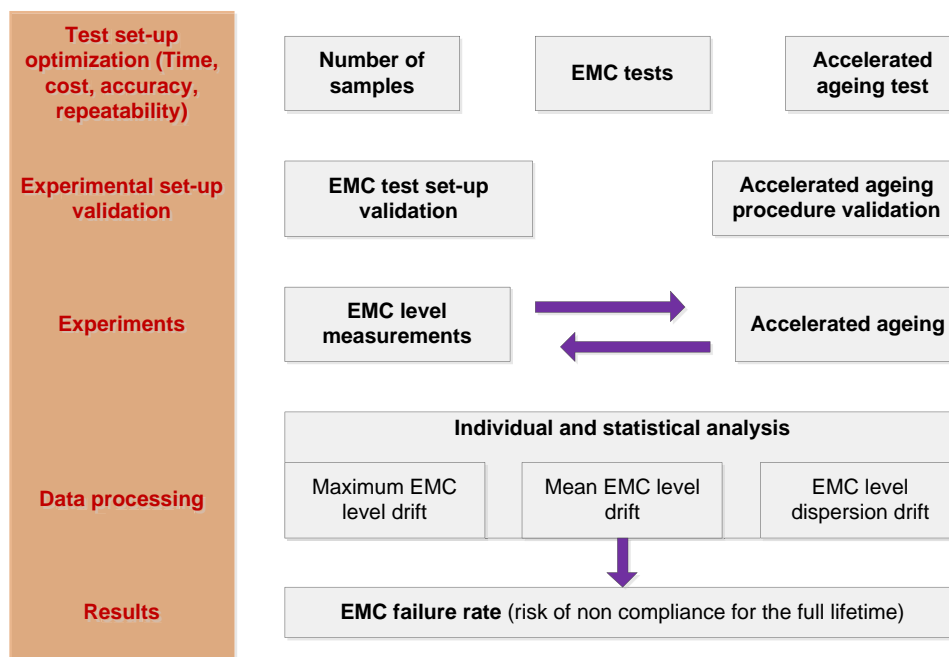 Test set-up
optimization (Time,
cost, accuracy,
repeatability)
Number of
samples
EMC tests
Accelerated
ageing test
Experimental set-up
validation
EMC test set-up
validation
Accelerated ageing
procedure validation
Experiments
EMC level
measurements
Accelerated ageing
Data processing
Individual and statistical analysis
Maximum EMC
level drift
Mean EMC level
drift
EMC level
dispersion drift
Results
EMC failure rate (risk of non compliance for the full lifetime)